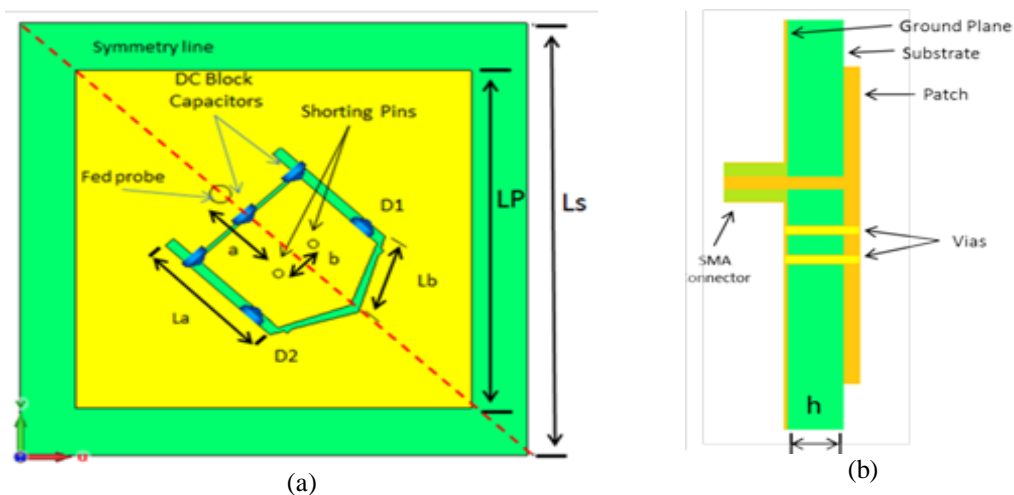 Symmetry line
DC Block
Capacitors
Shorting Pins
Fed probe
D1
LP
Ls
a
b
Lb
La
D2
(a)
(b)
Ground Plane
Substrate
Patch
SMA
onnector
Vias
h